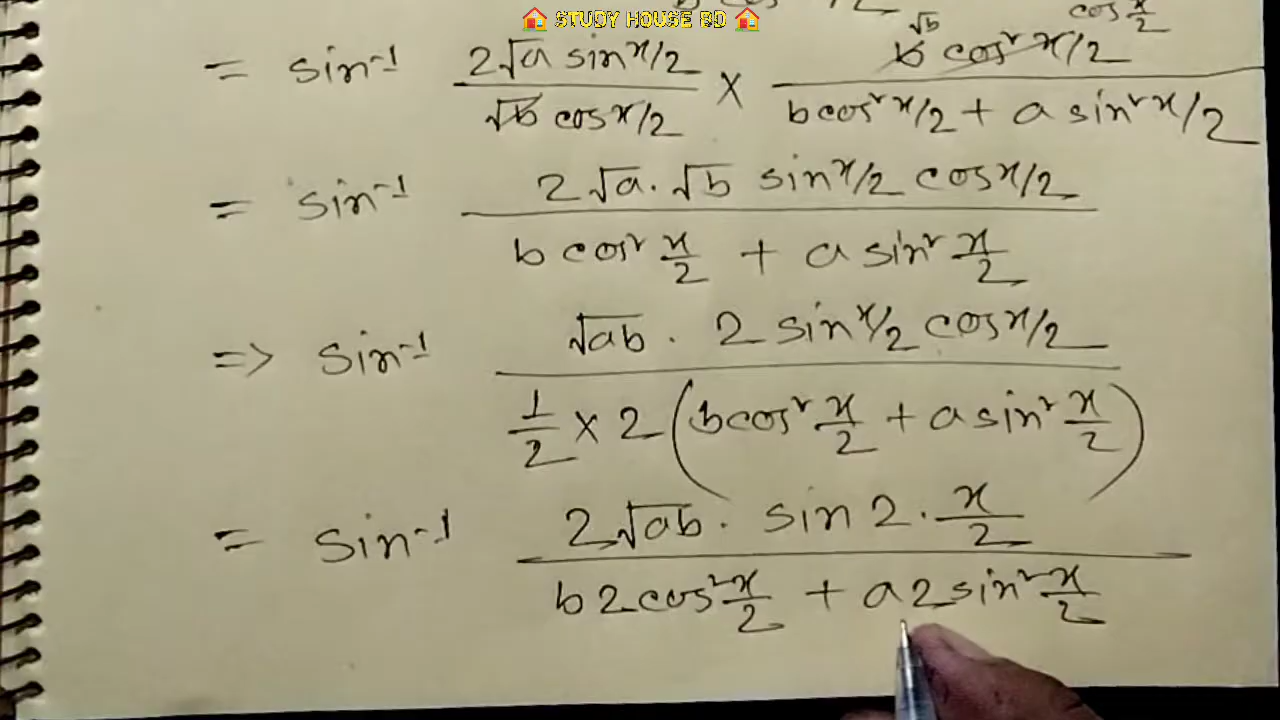 🏠 STUDY HOUSE BD 🏠
√b cos x/2
= sin⁻¹ 2√a sin x/2 / √b cos x/2 × b cos² x/2 / b cos² x/2 + a sin² x/2
= sin⁻¹ 2√a · √b sin x/2 cos x/2 / b cos² x/2 + a sin² x/2
=> sin⁻¹ √ab · 2 sin x/2 cos x/2 / 1/2 × 2 (b cos² x/2 + a sin² x/2)
= sin⁻¹ 2√ab · sin 2 · x/2 / b 2 cos² x/2 + a 2 sin² x/2